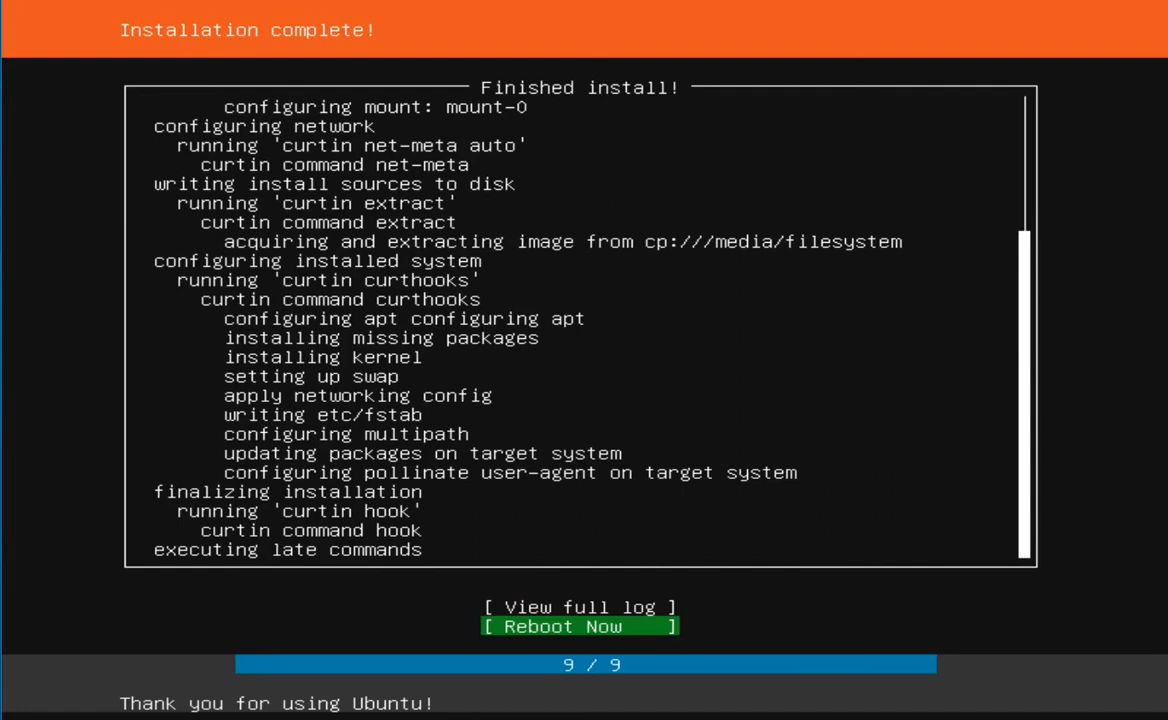 Installation complete!
Finished install!
configuring mount: mount-0
configuring network
running 'curtin net-meta auto'
curtin command net-meta
writing install sources to disk
running 'curtin extract'
curtin command extract
acquiring and extracting image from cp:///media/filesystem
configuring installed system
running 'curtin curthooks'
curtin command curthooks
configuring apt configuring apt
installing missing packages
installing kernel
setting up swap
apply networking config
writing etc/fstab
configuring multipath
updating packages on target system
configuring pollinate user-agent on target system
finalizing installation
running 'curtin hook'
curtin command hook
executing late commands
[ View full log ]
[ Reboot Now ]
9 / 9
Thank you for using Ubuntu!